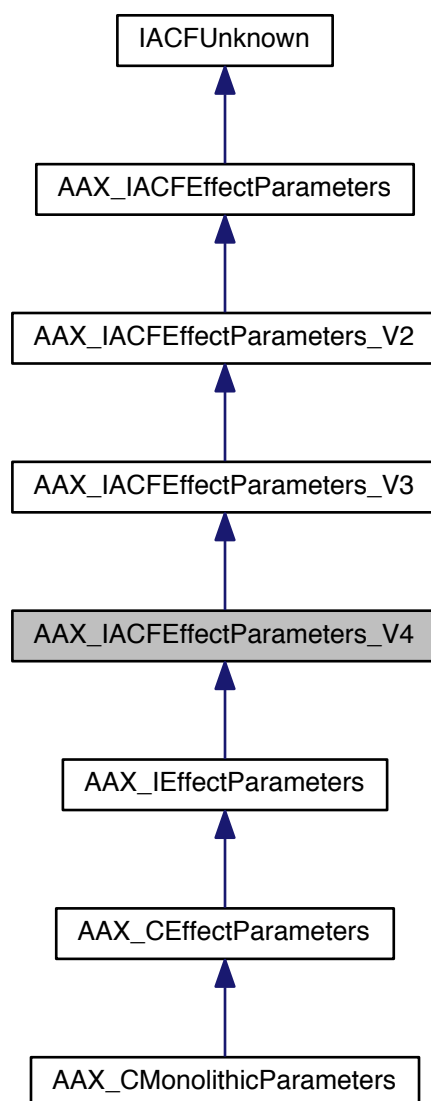 IACFUnknown
AAX_IACFEffectParameters
AAX_IACFEffectParameters_V2
AAX_IACFEffectParameters_V3
AAX_IACFEffectParameters_V4
AAX_IEffectParameters
AAX_CEffectParameters
AAX_CMonolithicParameters